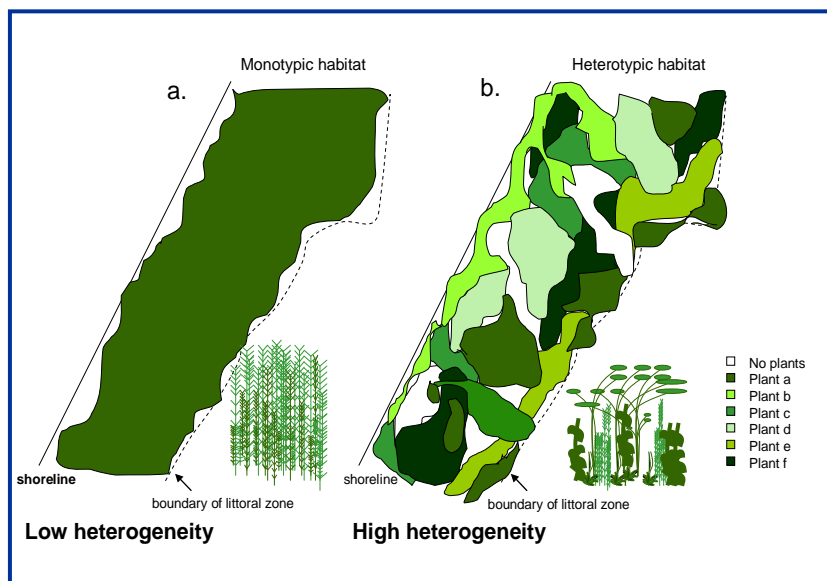 Monotypic habitat
a.
shoreline
boundary of littoral zone
Low heterogeneity
Heterotypic habitat
b.
No plants
Plant a
Plant b
Plant c
Plant d
Plant e
Plant f
shoreline
boundary of littoral zone
High heterogeneity